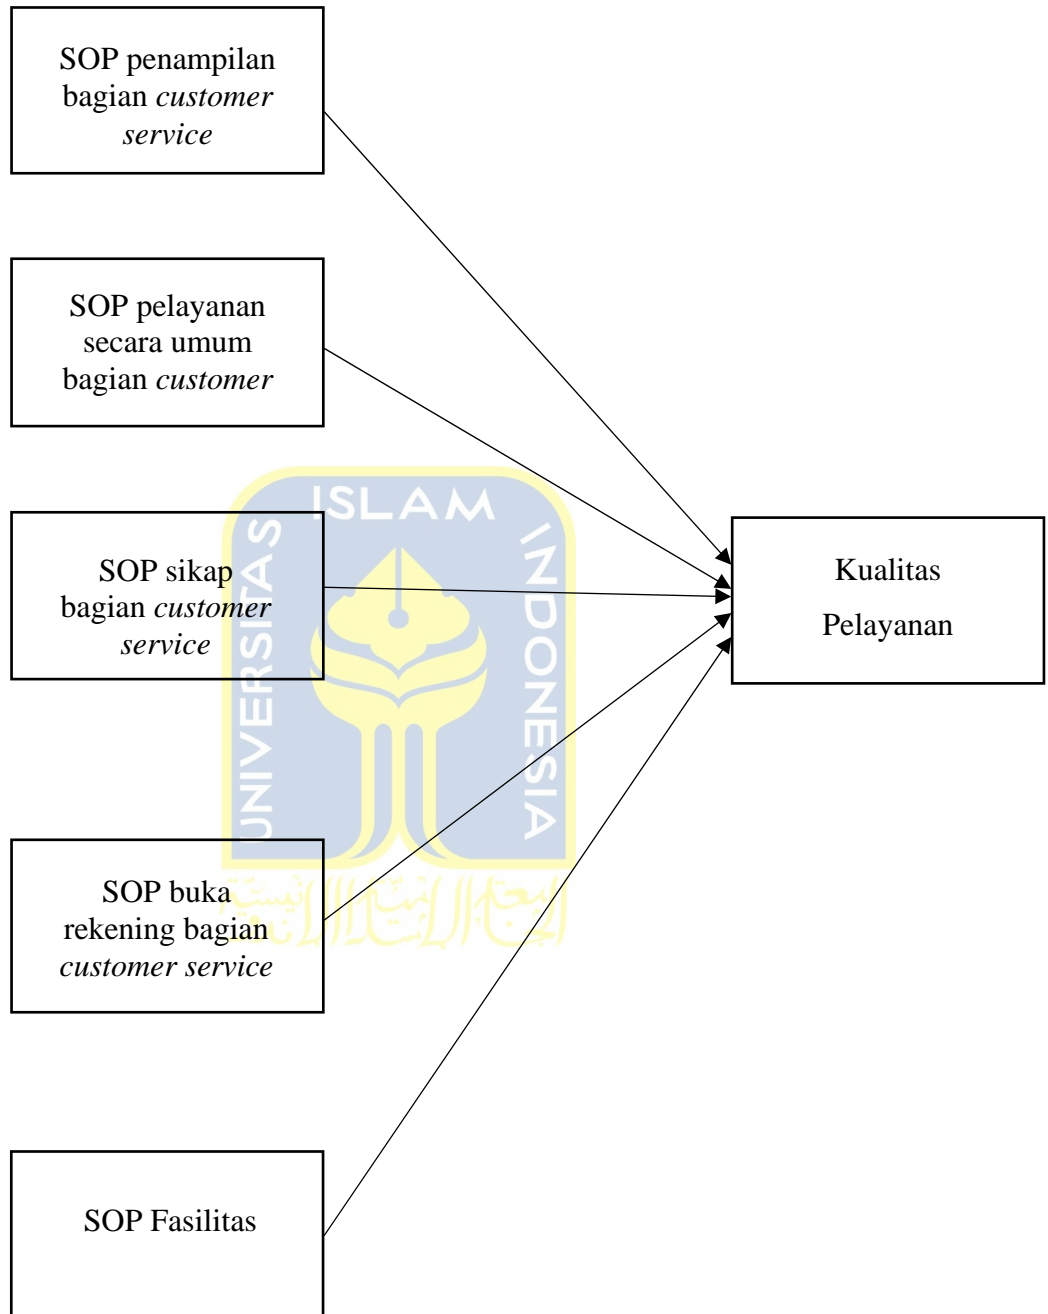 SOP penampilan
bagian customer
service
SOP pelayanan
secara umum
bagian customer
SOP sikap
bagian customer
service
SOP buka
rekening bagian
customer service
SOP Fasilitas
Kualitas
Pelayanan
UNIVERSITAS
ISLAM
INDONESIA